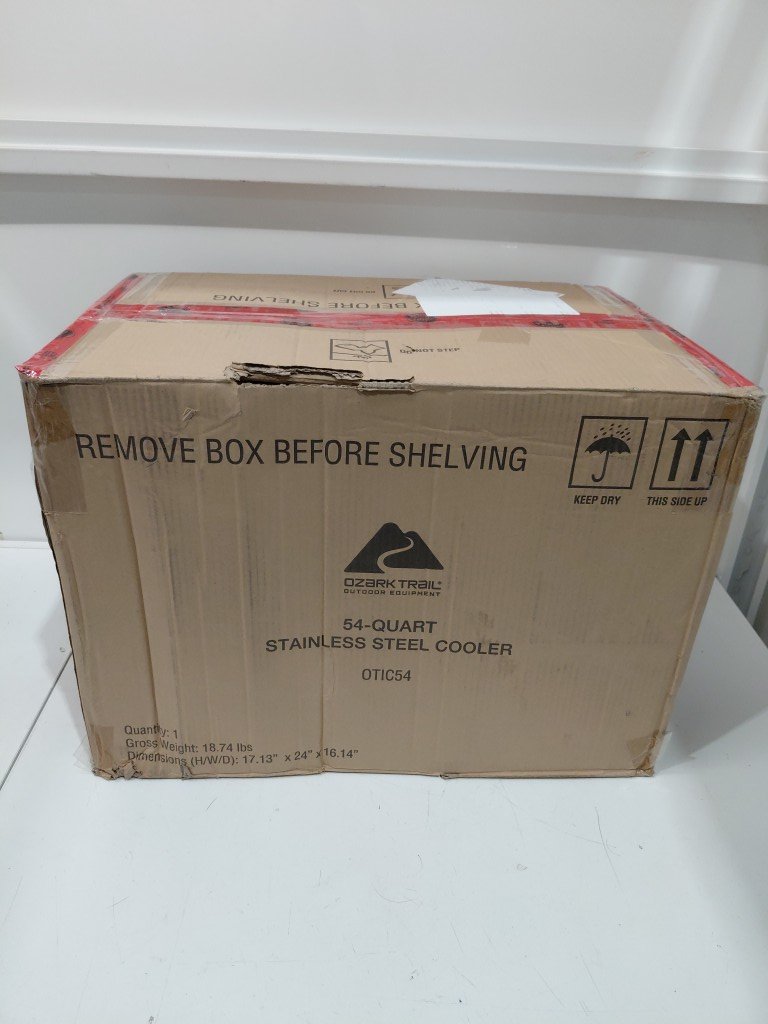 X BEFORE SHELVING
DO NOT STEP
REMOVE BOX BEFORE SHELVING
KEEP DRY
THIS SIDE UP
OZARK TRAIL®
OUTDOOR EQUIPMENT
54-QUART
STAINLESS STEEL COOLER
OTIC54
Quantity: 1
Gross Weight: 18.74 lbs
Dimensions (H/W/D): 17.13" x 24" x 16.14"